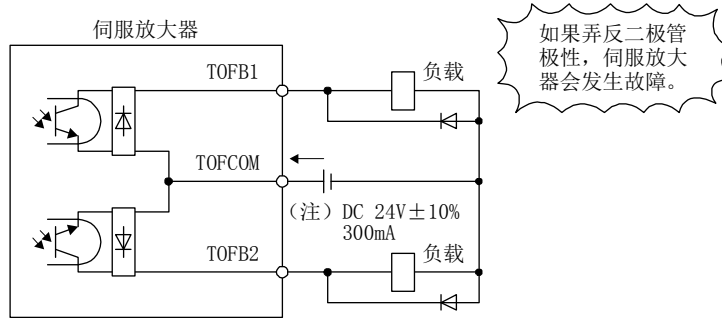 伺服放大器
如果弄反二极管
极性，伺服放大
器会发生故障。
TOFB1
负载
TOFCOM
（注）DC 24V±10%
300mA
TOFB2
负载